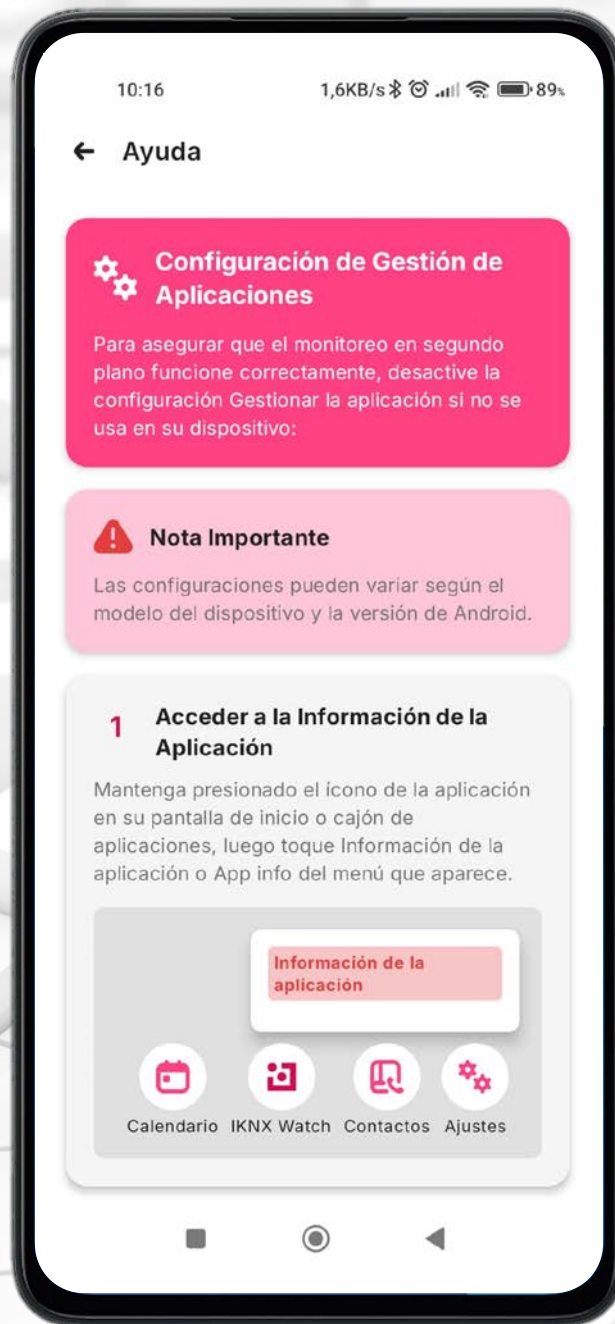 10:16 1,6KB/s 89%
Ayuda
Configuración de Gestión de
Aplicaciones
Para asegurar que el monitoreo en segundo
plano funcione correctamente, desactive la
configuración Gestionar la aplicación si no se
usa en su dispositivo:
Nota Importante
Las configuraciones pueden variar según el
modelo del dispositivo y la versión de Android.
1 Acceder a la Información de la
Aplicación
Mantenga presionado el ícono de la aplicación
en su pantalla de inicio o cajón de
aplicaciones, luego toque Información de la
aplicación o App info del menú que aparece.
Información de la
aplicación
Calendario IKNX Watch Contactos Ajustes